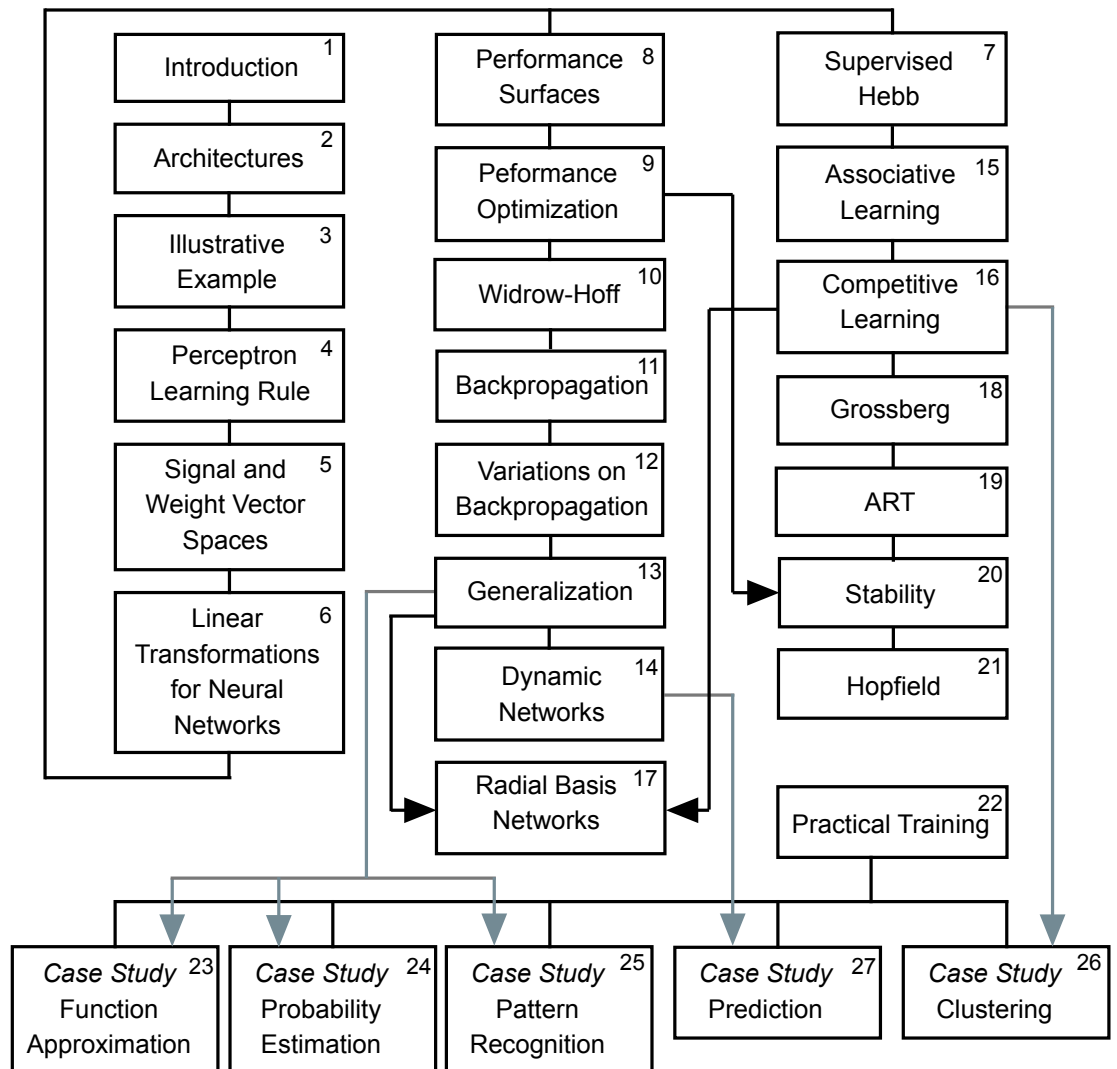 1
Introduction
2
Architectures
3
Illustrative
Example
4
Perceptron
Learning Rule
5
Signal and
Weight Vector
Spaces
6
Linear
Transformations
for Neural
Networks
8
Performance
Surfaces
9
Peformance
Optimization
10
Widrow-Hoff
11
Backpropagation
12
Variations on
Backpropagation
13
Generalization
14
Dynamic
Networks
17
Radial Basis
Networks
7
Supervised
Hebb
15
Associative
Learning
16
Competitive
Learning
18
Grossberg
19
ART
20
Stability
21
Hopfield
22
Practical Training
Case Study 23
Function
Approximation
Case Study 24
Probability
Estimation
Case Study 25
Pattern
Recognition
Case Study 27
Prediction
Case Study 26
Clustering